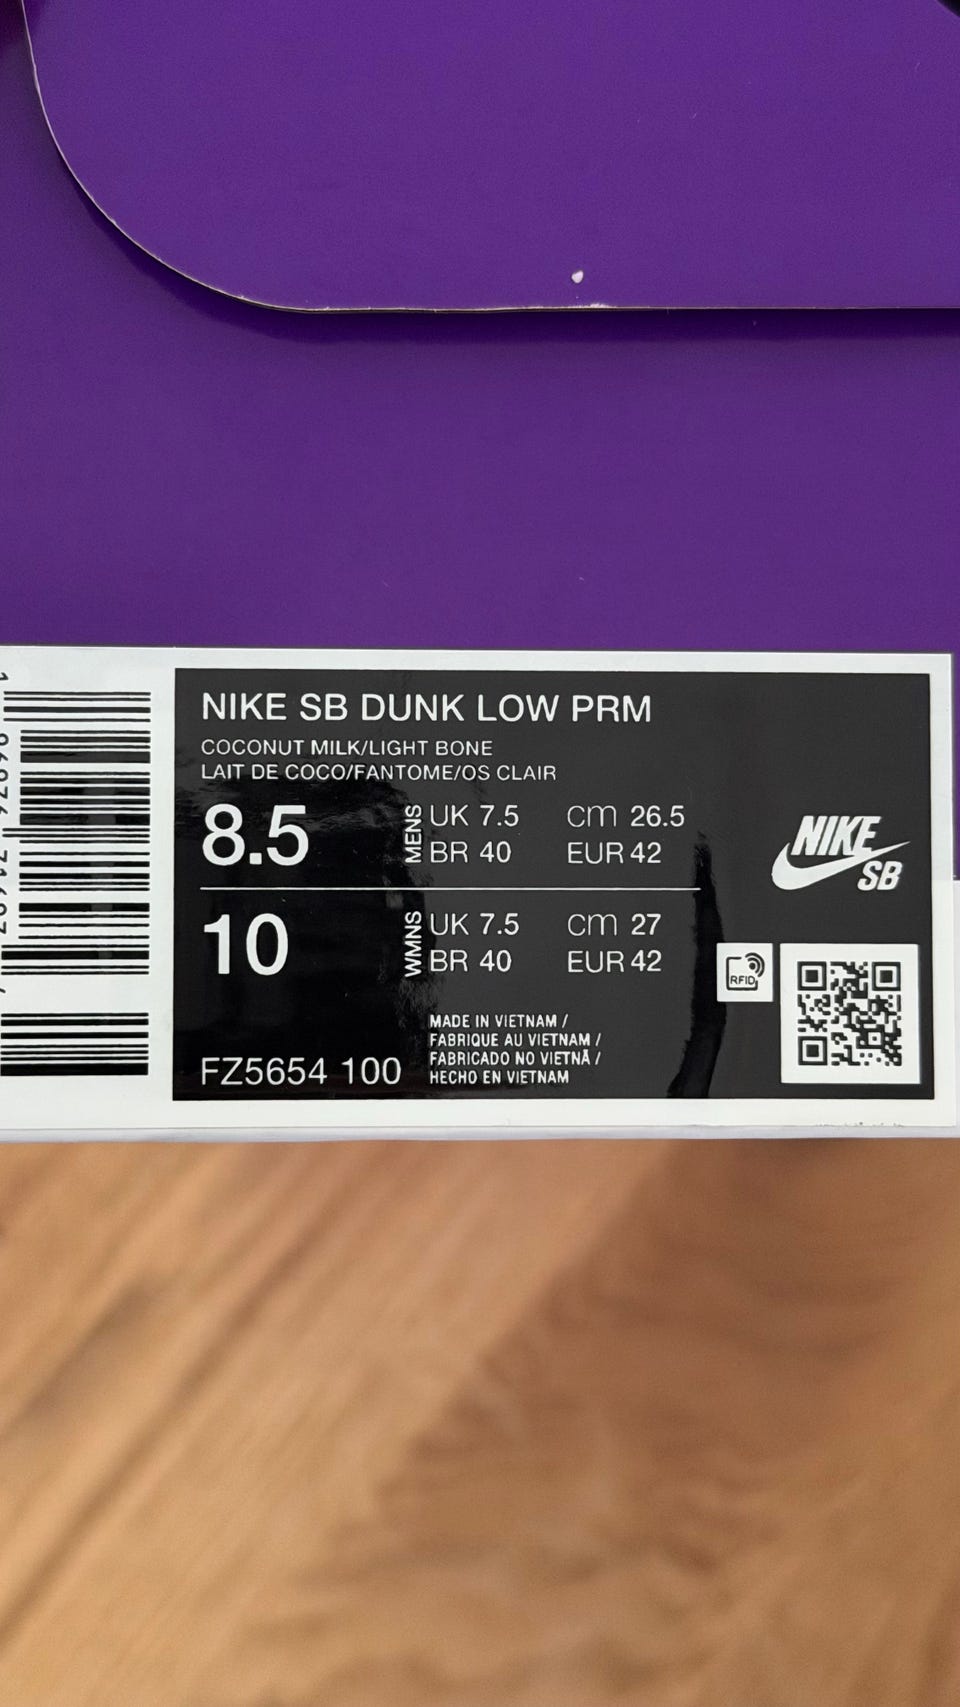 NIKE SB DUNK LOW PRM
COCONUT MILK/LIGHT BONE
LAIT DE COCO/FANTOME/OS CLAIR
8.5 MENS UK 7.5 cm 26.5
BR 40 EUR 42
10 WMNS UK 7.5 cm 27
BR 40 EUR 42
MADE IN VIETNAM /
FABRIQUE AU VIETNAM /
FABRICADO NO VIETNÃ /
HECHO EN VIETNAM
FZ5654 100
NIKE
SB
RFID